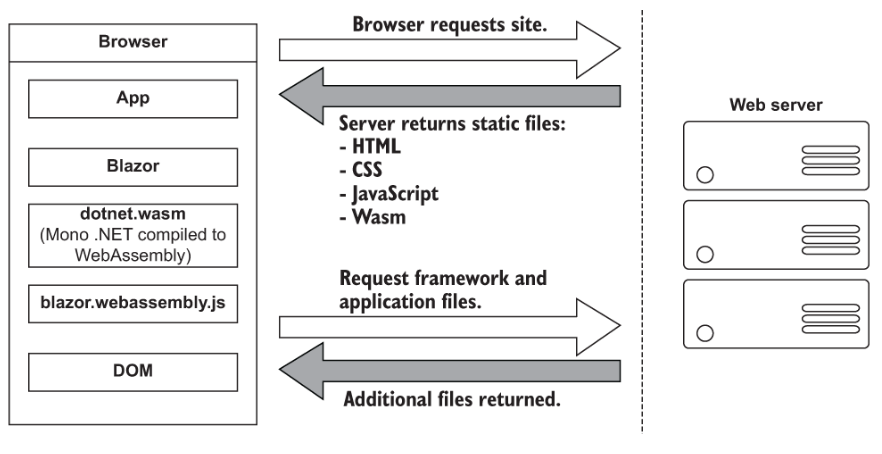 Browser requests site.
Browser
App
Server returns static files:
- HTML
- CSS
- JavaScript
- Wasm
Web server
Blazor
dotnet.wasm
(Mono .NET compiled to
WebAssembly)
blazor.webassembly.js
Request framework and
application files.
DOM
Additional files returned.